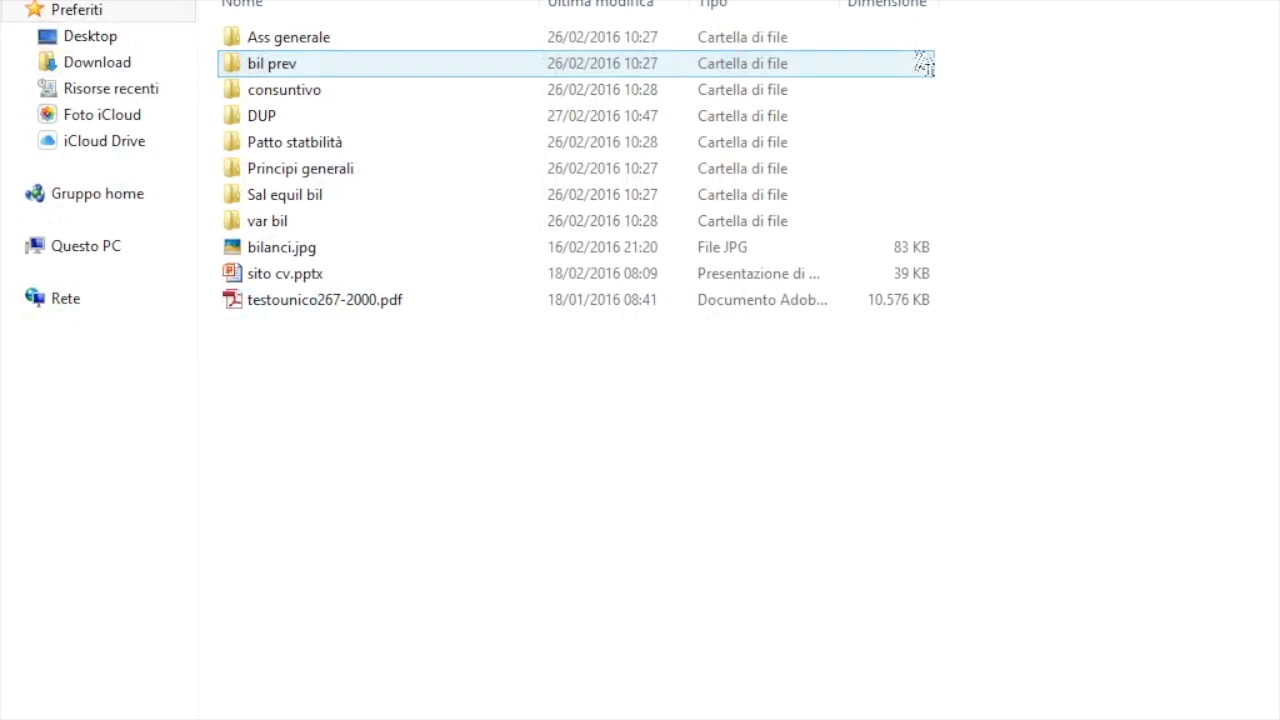 Nome Ultima modifica Tipo Dimensione
Preferiti
Desktop
Download
Risorse recenti
Foto iCloud
iCloud Drive
Gruppo home
Questo PC
Rete
Ass generale 26/02/2016 10:27 Cartella di file
bil prev 26/02/2016 10:27 Cartella di file
consuntivo 26/02/2016 10:28 Cartella di file
DUP 27/02/2016 10:47 Cartella di file
Patto statbilità 26/02/2016 10:28 Cartella di file
Principi generali 26/02/2016 10:27 Cartella di file
Sal equil bil 26/02/2016 10:27 Cartella di file
var bil 26/02/2016 10:28 Cartella di file
bilanci.jpg 16/02/2016 21:20 File JPG 83 KB
sito cv.pptx 18/02/2016 08:09 Presentazione di ... 39 KB
testounico267-2000.pdf 18/01/2016 08:41 Documento Adob... 10.576 KB